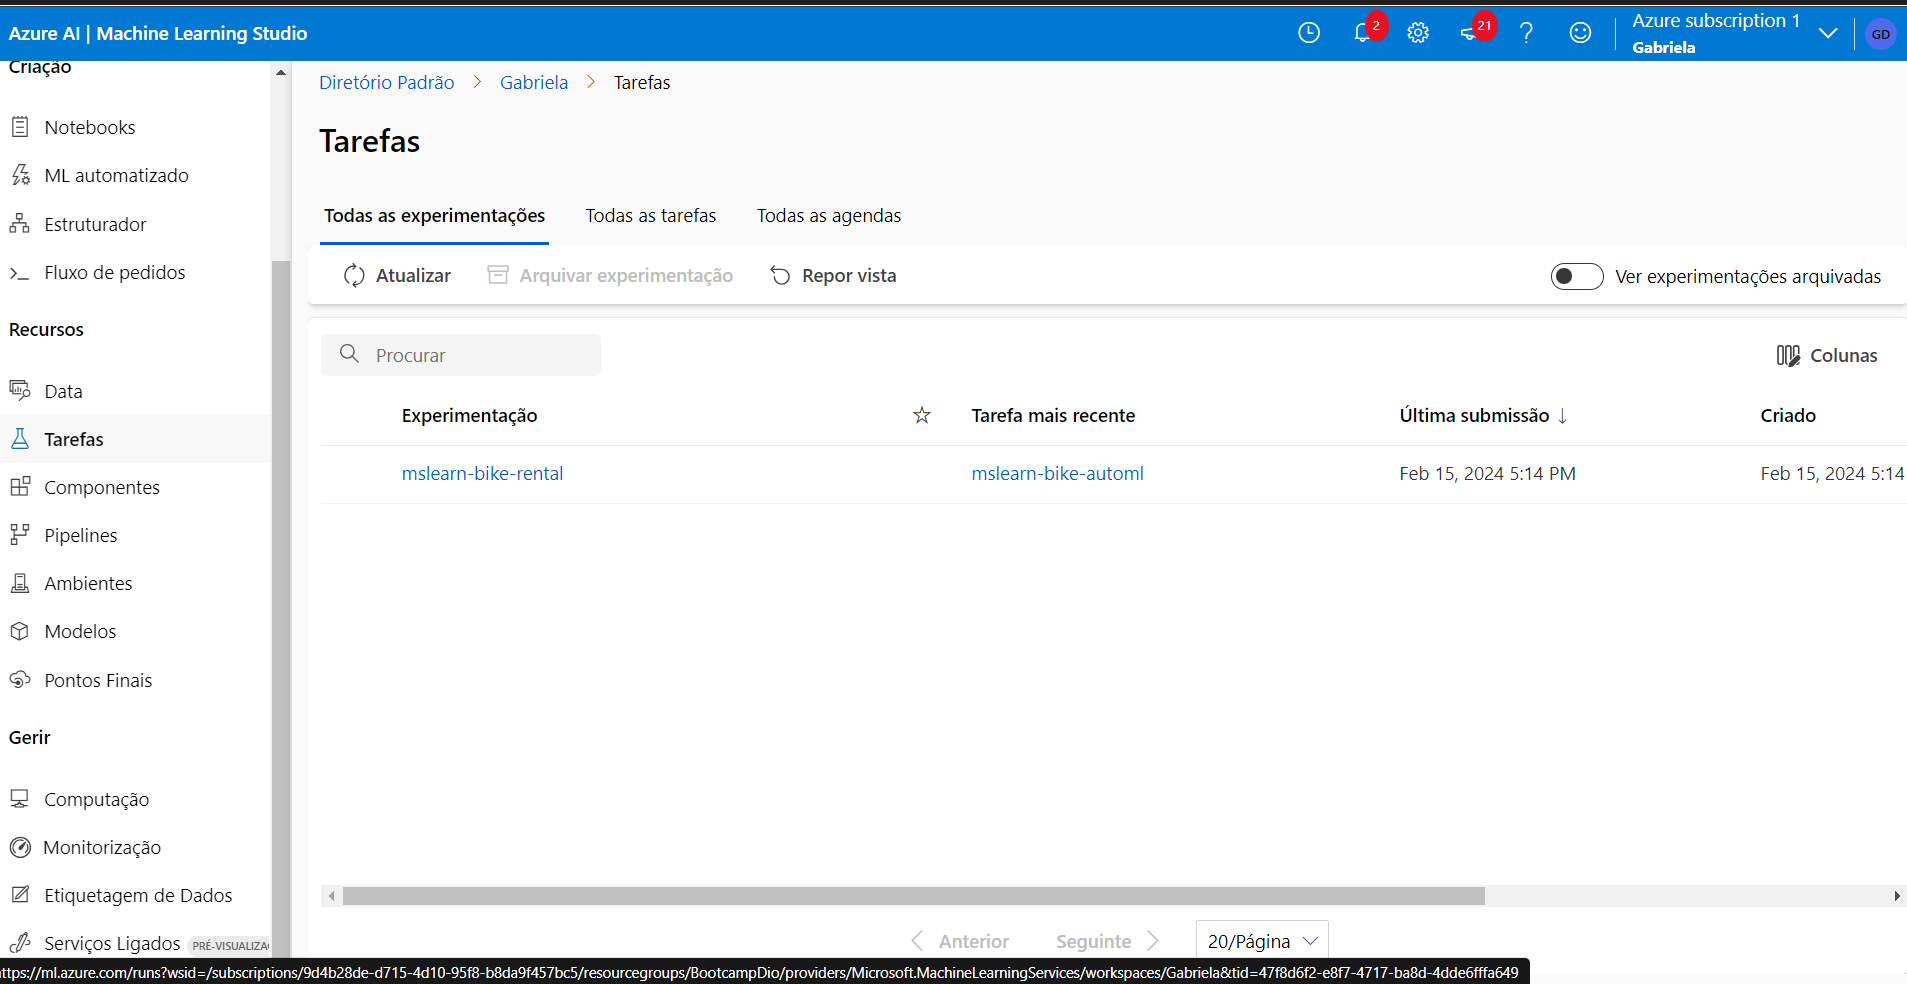 Azure AI | Machine Learning Studio
2
21
Azure subscription 1
Gabriela
GD
Criação
Notebooks
ML automatizado
Estruturador
Fluxo de pedidos
Recursos
Data
Tarefas
Componentes
Pipelines
Ambientes
Modelos
Pontos Finais
Gerir
Computação
Monitorização
Etiquetagem de Dados
Serviços Ligados PRÉ-VISUALIZAÇ
Diretório Padrão > Gabriela > Tarefas
Tarefas
Todas as experimentações Todas as tarefas Todas as agendas
Atualizar Arquivar experimentação Repor vista Ver experimentações arquivadas
Procurar Colunas
Experimentação Tarefa mais recente Última submissão ↓ Criado
mslearn-bike-rental mslearn-bike-automl Feb 15, 2024 5:14 PM Feb 15, 2024 5:14
Anterior Seguinte 20/Página
ttps://ml.azure.com/runs?wsid=/subscriptions/9d4b28de-d715-4d10-95f8-b8da9f457bc5/resourcegroups/BootcampDio/providers/Microsoft.MachineLearningServices/workspaces/Gabriela&tid=47f8d6f2-e8f7-4717-ba8d-4dde6fffa649